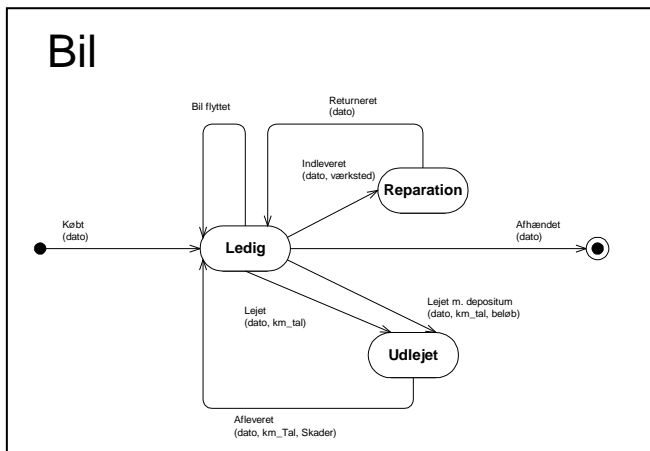 Bil
Bil flyttet
Returneret
(dato)
Indleveret
(dato, værksted)
Reparation
Købt
(dato)
Afhændet
(dato)
Ledig
Lejet
(dato, km_tal)
Lejet m. depositum
(dato, km_tal, beløb)
Udlejet
Afleveret
(dato, km_Tal, Skader)